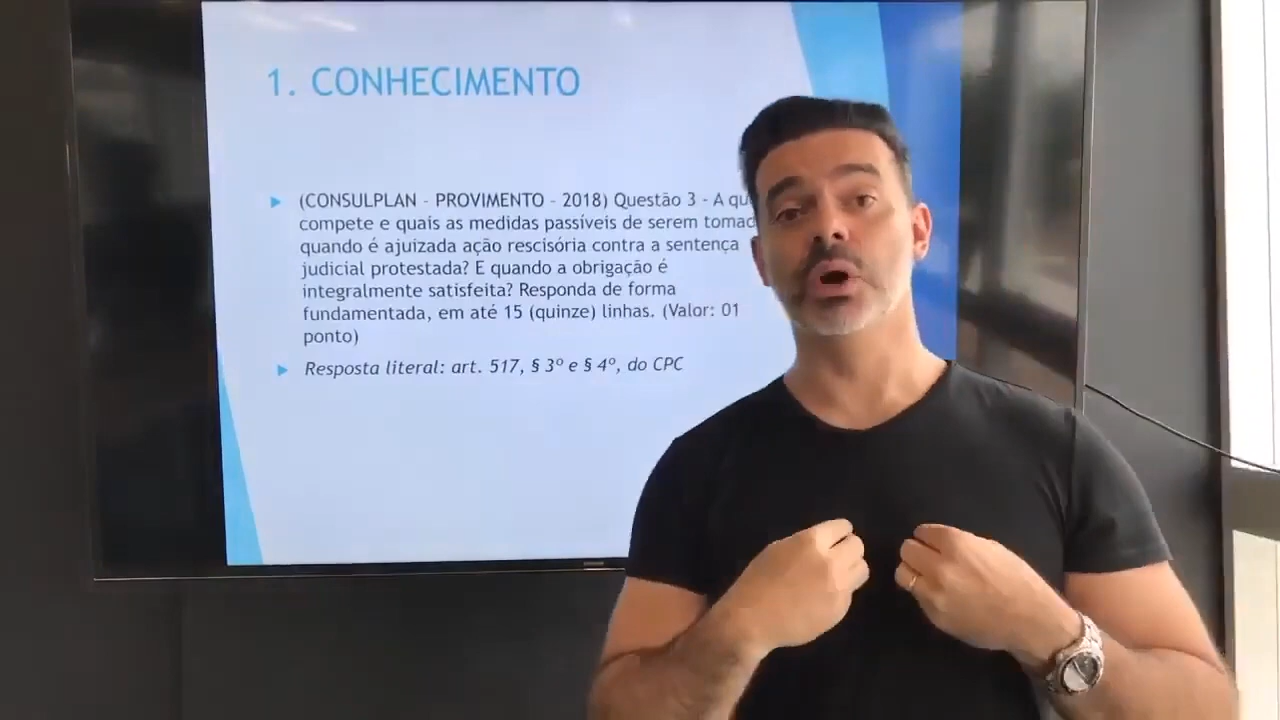 1. CONHECIMENTO
(CONSULPLAN - PROVIMENTO - 2018) Questão 3 - A
compete e quais as medidas passíveis de serem
quando é ajuizada ação rescisória contra a sentença
judicial protestada? E quando a obrigação é
integralmente satisfeita? Responda de forma
fundamentada, em até 15 (quinze) linhas. (Valor: 01
ponto)
Resposta literal: art. 517, § 3º e § 4º, do CPC